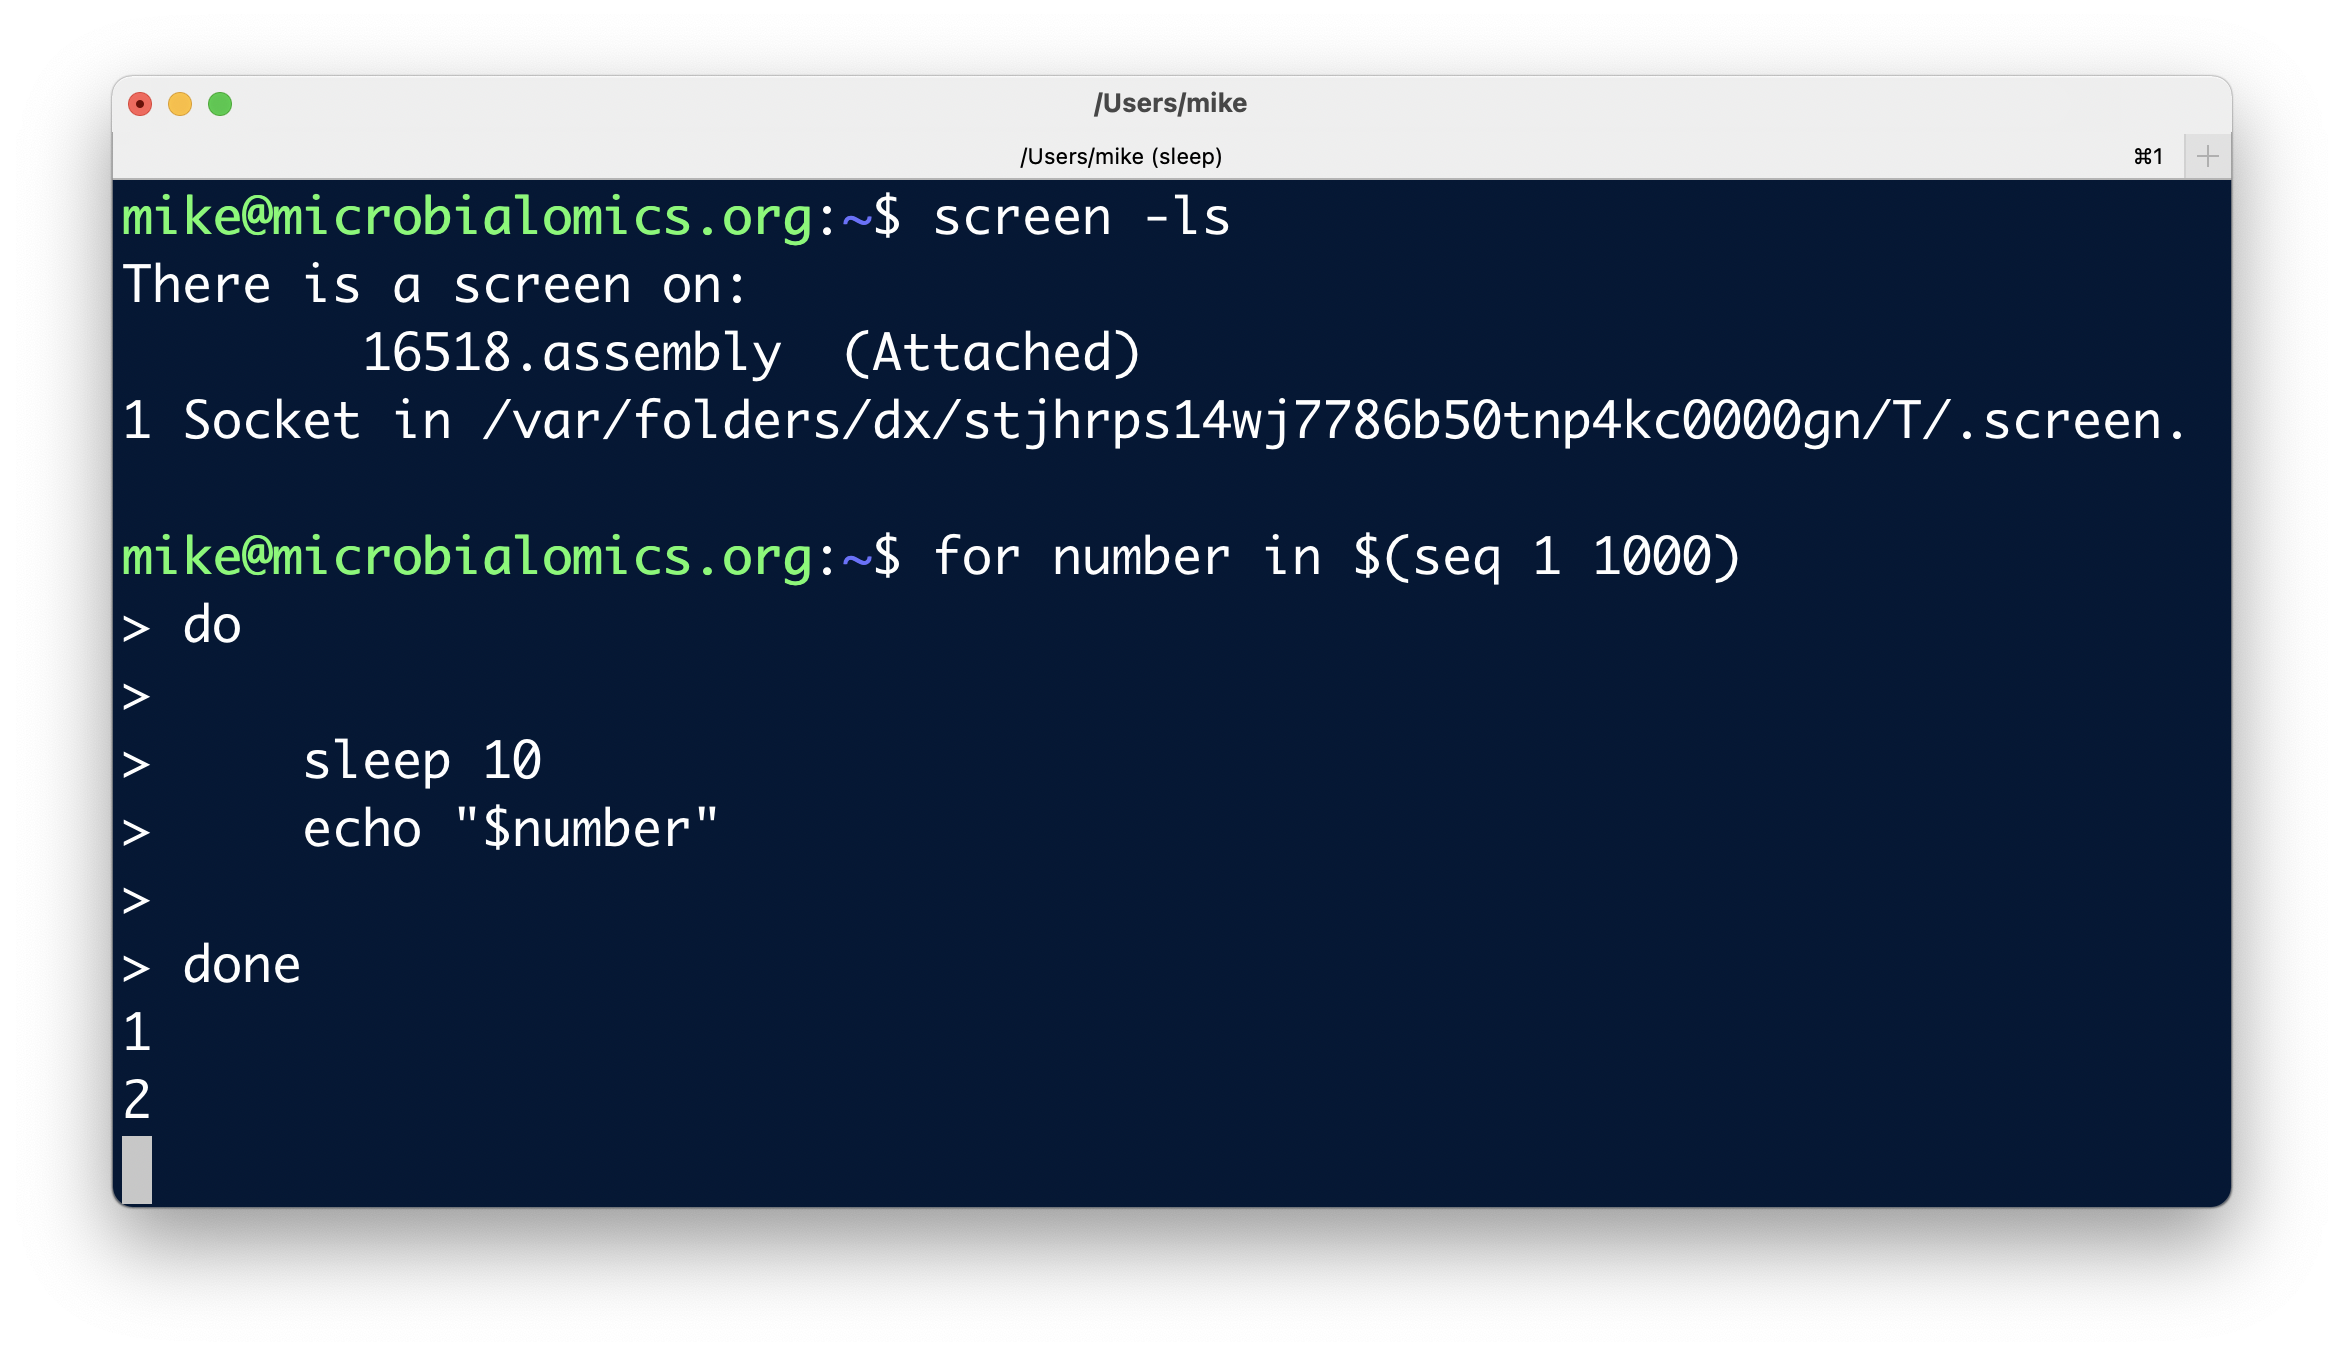 /Users/mike
/Users/mike (sleep) ⌘1
mike@microbialomics.org:~$ screen -ls
There is a screen on:
        16518.assembly  (Attached)
1 Socket in /var/folders/dx/stjhrps14wj7786b50tnp4kc0000gn/T/.screen.

mike@microbialomics.org:~$ for number in $(seq 1 1000)
> do
>
>     sleep 10
>     echo "$number"
>
> done
1
2